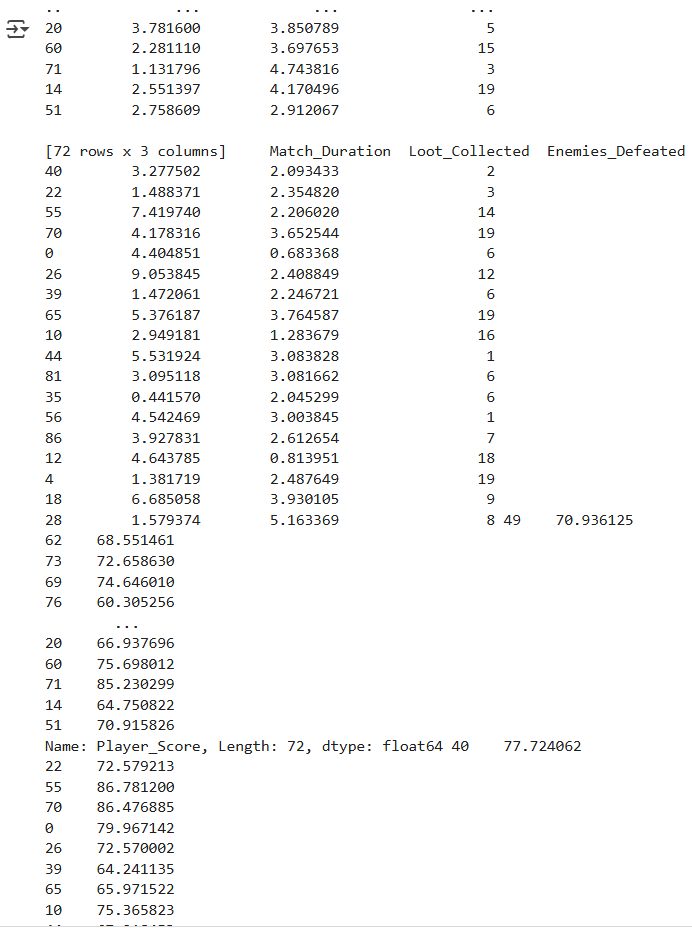 .. ... ... ...
20 3.781600 3.850789 5
60 2.281110 3.697653 15
71 1.131796 4.743816 3
14 2.551397 4.170496 19
51 2.758609 2.912067 6
[72 rows x 3 columns] Match_Duration Loot_Collected Enemies_Defeated
40 3.277502 2.093433 2
22 1.488371 2.354820 3
55 7.419740 2.206020 14
70 4.178316 3.652544 19
0 4.404851 0.683368 6
26 9.053845 2.408849 12
39 1.472061 2.246721 6
65 5.376187 3.764587 19
10 2.949181 1.283679 16
44 5.531924 3.083828 1
81 3.095118 3.081662 6
35 0.441570 2.045299 6
56 4.542469 3.003845 1
86 3.927831 2.612654 7
12 4.643785 0.813951 18
4 1.381719 2.487649 19
18 6.685058 3.930105 9
28 1.579374 5.163369 8 49 70.936125
62 68.551461
73 72.658630
69 74.646010
76 60.305256
...
20 66.937696
60 75.698012
71 85.230299
14 64.750822
51 70.915826
Name: Player_Score, Length: 72, dtype: float64 40 77.724062
22 72.579213
55 86.781200
70 86.476885
0 79.967142
26 72.570002
39 64.241135
65 65.971522
10 75.365823